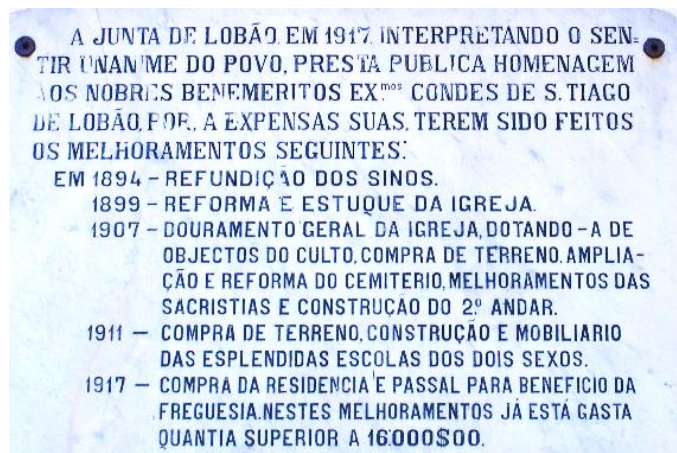 A JUNTA DE LOBÃO, EM 1917, INTERPRETANDO O SEN=
TIR UNANIME DO POVO, PRESTA PUBLICA HOMENAGEM
AOS NOBRES BENEMERITOS EX.mos CONDES DE S. TIAGO
DE LOBÃO, POR, A EXPENSAS SUAS, TEREM SIDO FEITOS
OS MELHORAMENTOS SEGUINTES:
EM 1894 - REFUNDIÇÃO DOS SINOS.
1899 - REFORMA E ESTUQUE DA IGREJA.
1907 - DOURAMENTO GERAL DA IGREJA, DOTANDO-A DE
OBJECTOS DO CULTO, COMPRA DE TERRENO, AMPLIA-
ÇÃO E REFORMA DO CEMITERIO, MELHORAMENTOS DAS
SACRISTIAS E CONSTRUÇÃO DO 2.º ANDAR.
1911 — COMPRA DE TERRENO, CONSTRUÇÃO E MOBILIARIO
DAS ESPLENDIDAS ESCOLAS DOS DOIS SEXOS.
1917 — COMPRA DA RESIDENCIA E PASSAL PARA BENEFICIO DA
FREGUESIA. NESTES MELHORAMENTOS JÁ ESTÁ GASTA
QUANTIA SUPERIOR A 16.000$00.